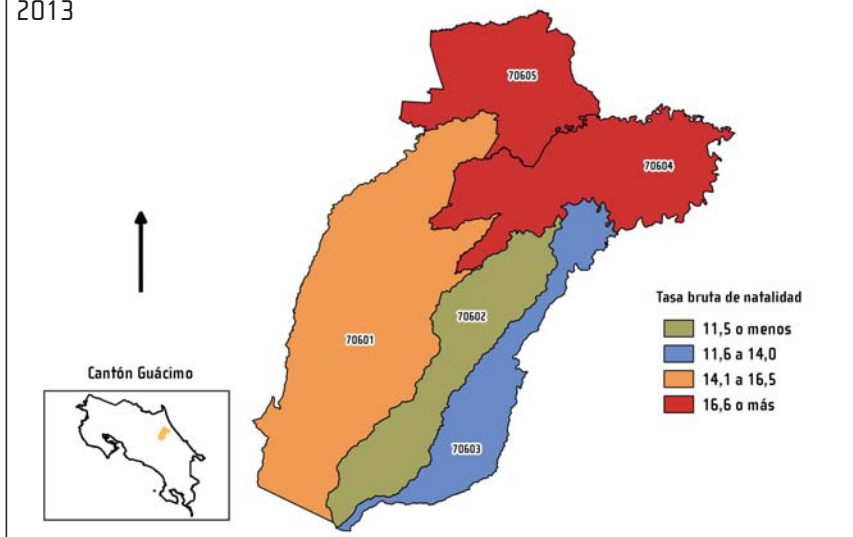 2013
70605
70604
70602
70601
70603
Tasa bruta de natalidad
11,5 o menos
11,6 a 14,0
14,1 a 16,5
16,6 o más
Cantón Guácimo